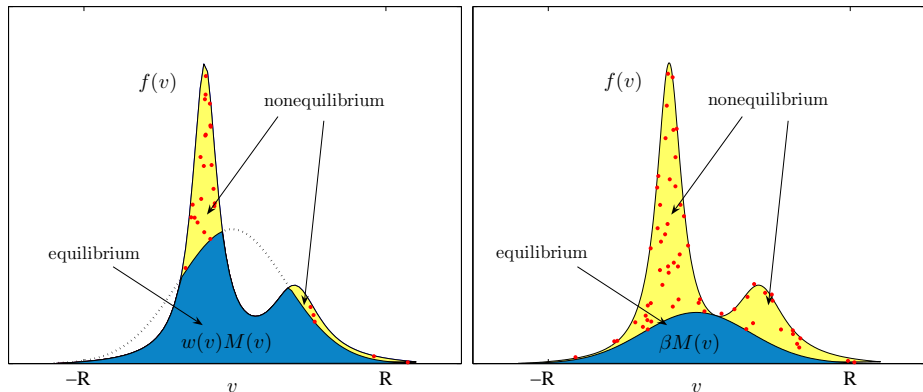 f(v)
nonequilibrium
equilibrium
w(v)M(v)
−R
v
R
f(v)
nonequilibrium
equilibrium
βM(v)
−R
v
R